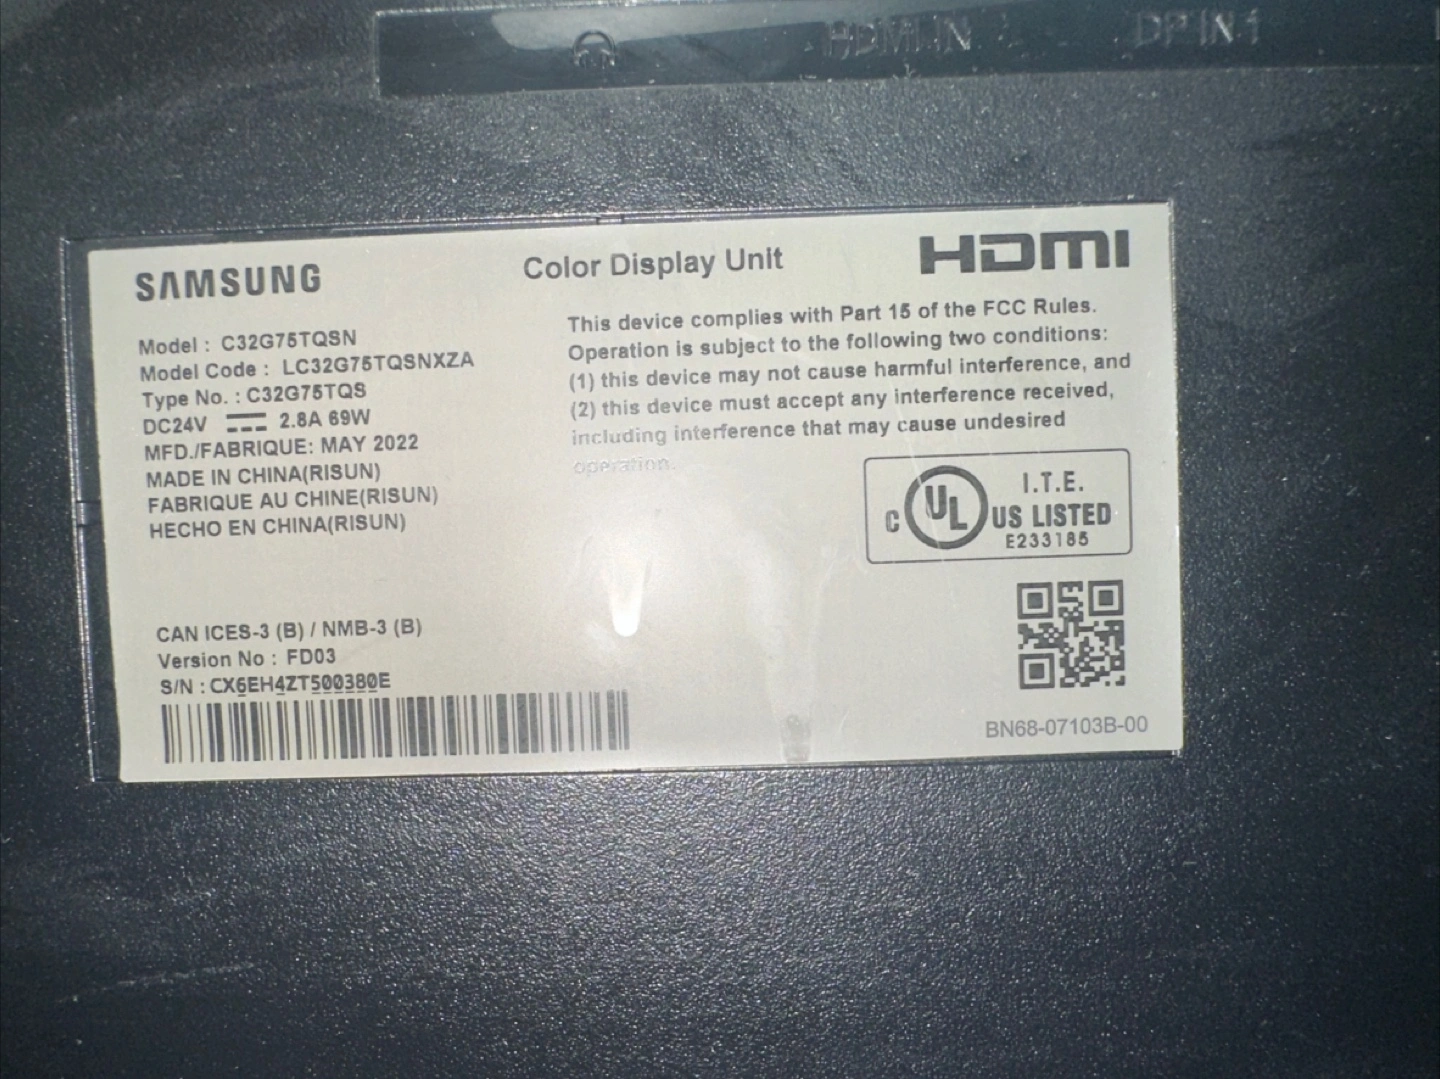 HDMI IN
DP IN 1
SAMSUNG
Color Display Unit
HDMI
Model : C32G75TQSN
Model Code : LC32G75TQSNXZA
Type No. : C32G75TQS
DC24V 2.8A 69W
MFD./FABRIQUE: MAY 2022
MADE IN CHINA(RISUN)
FABRIQUE AU CHINE(RISUN)
HECHO EN CHINA(RISUN)
This device complies with Part 15 of the FCC Rules.
Operation is subject to the following two conditions:
(1) this device may not cause harmful interference, and
(2) this device must accept any interference received,
including interference that may cause undesired
operation.
C UL US LISTED
I.T.E.
E233185
CAN ICES-3 (B) / NMB-3 (B)
Version No : FD03
S/N : CX6EH4ZT500380E
BN68-07103B-00